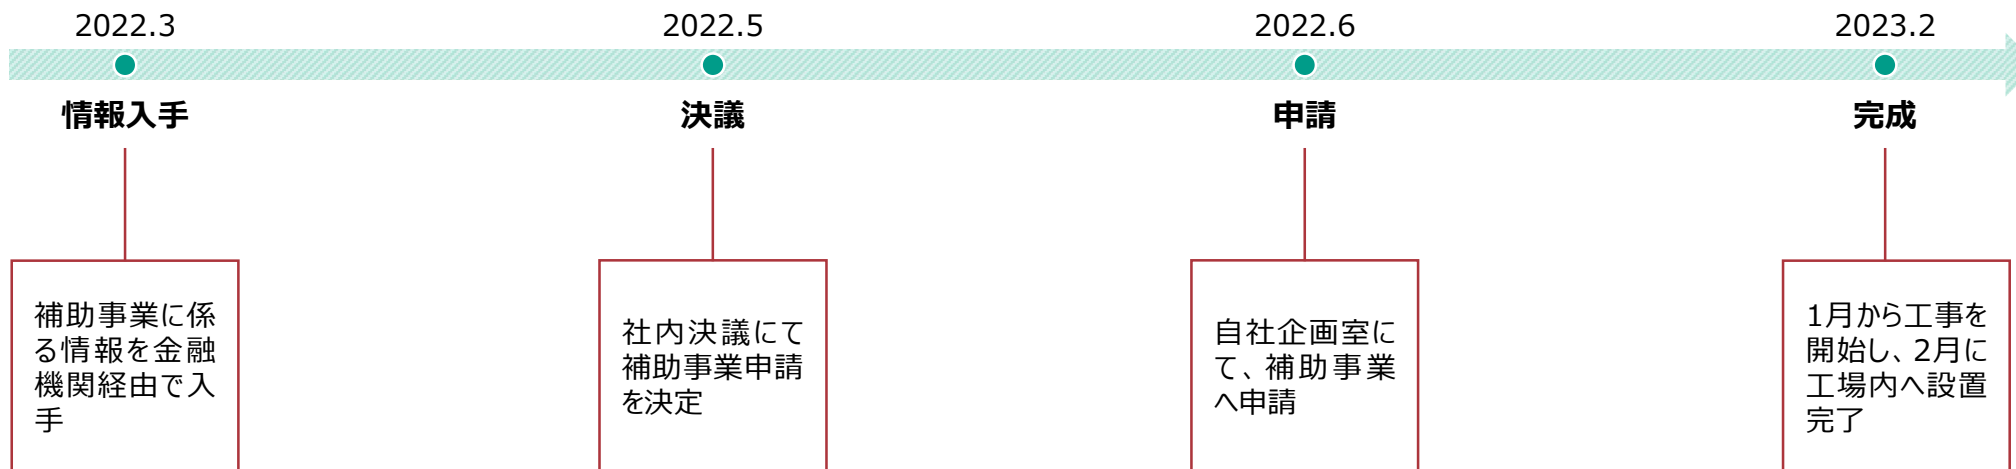 2022.3
2022.5
2022.6
2023.2
情報入手
決議
申請
完成
補助事業に係
る情報を金融
機関経由で入
手
社内決議にて
補助事業申請
を決定
自社企画室に
て、補助事業
へ申請
1月から工事を
開始し、2月に
工場内へ設置
完了